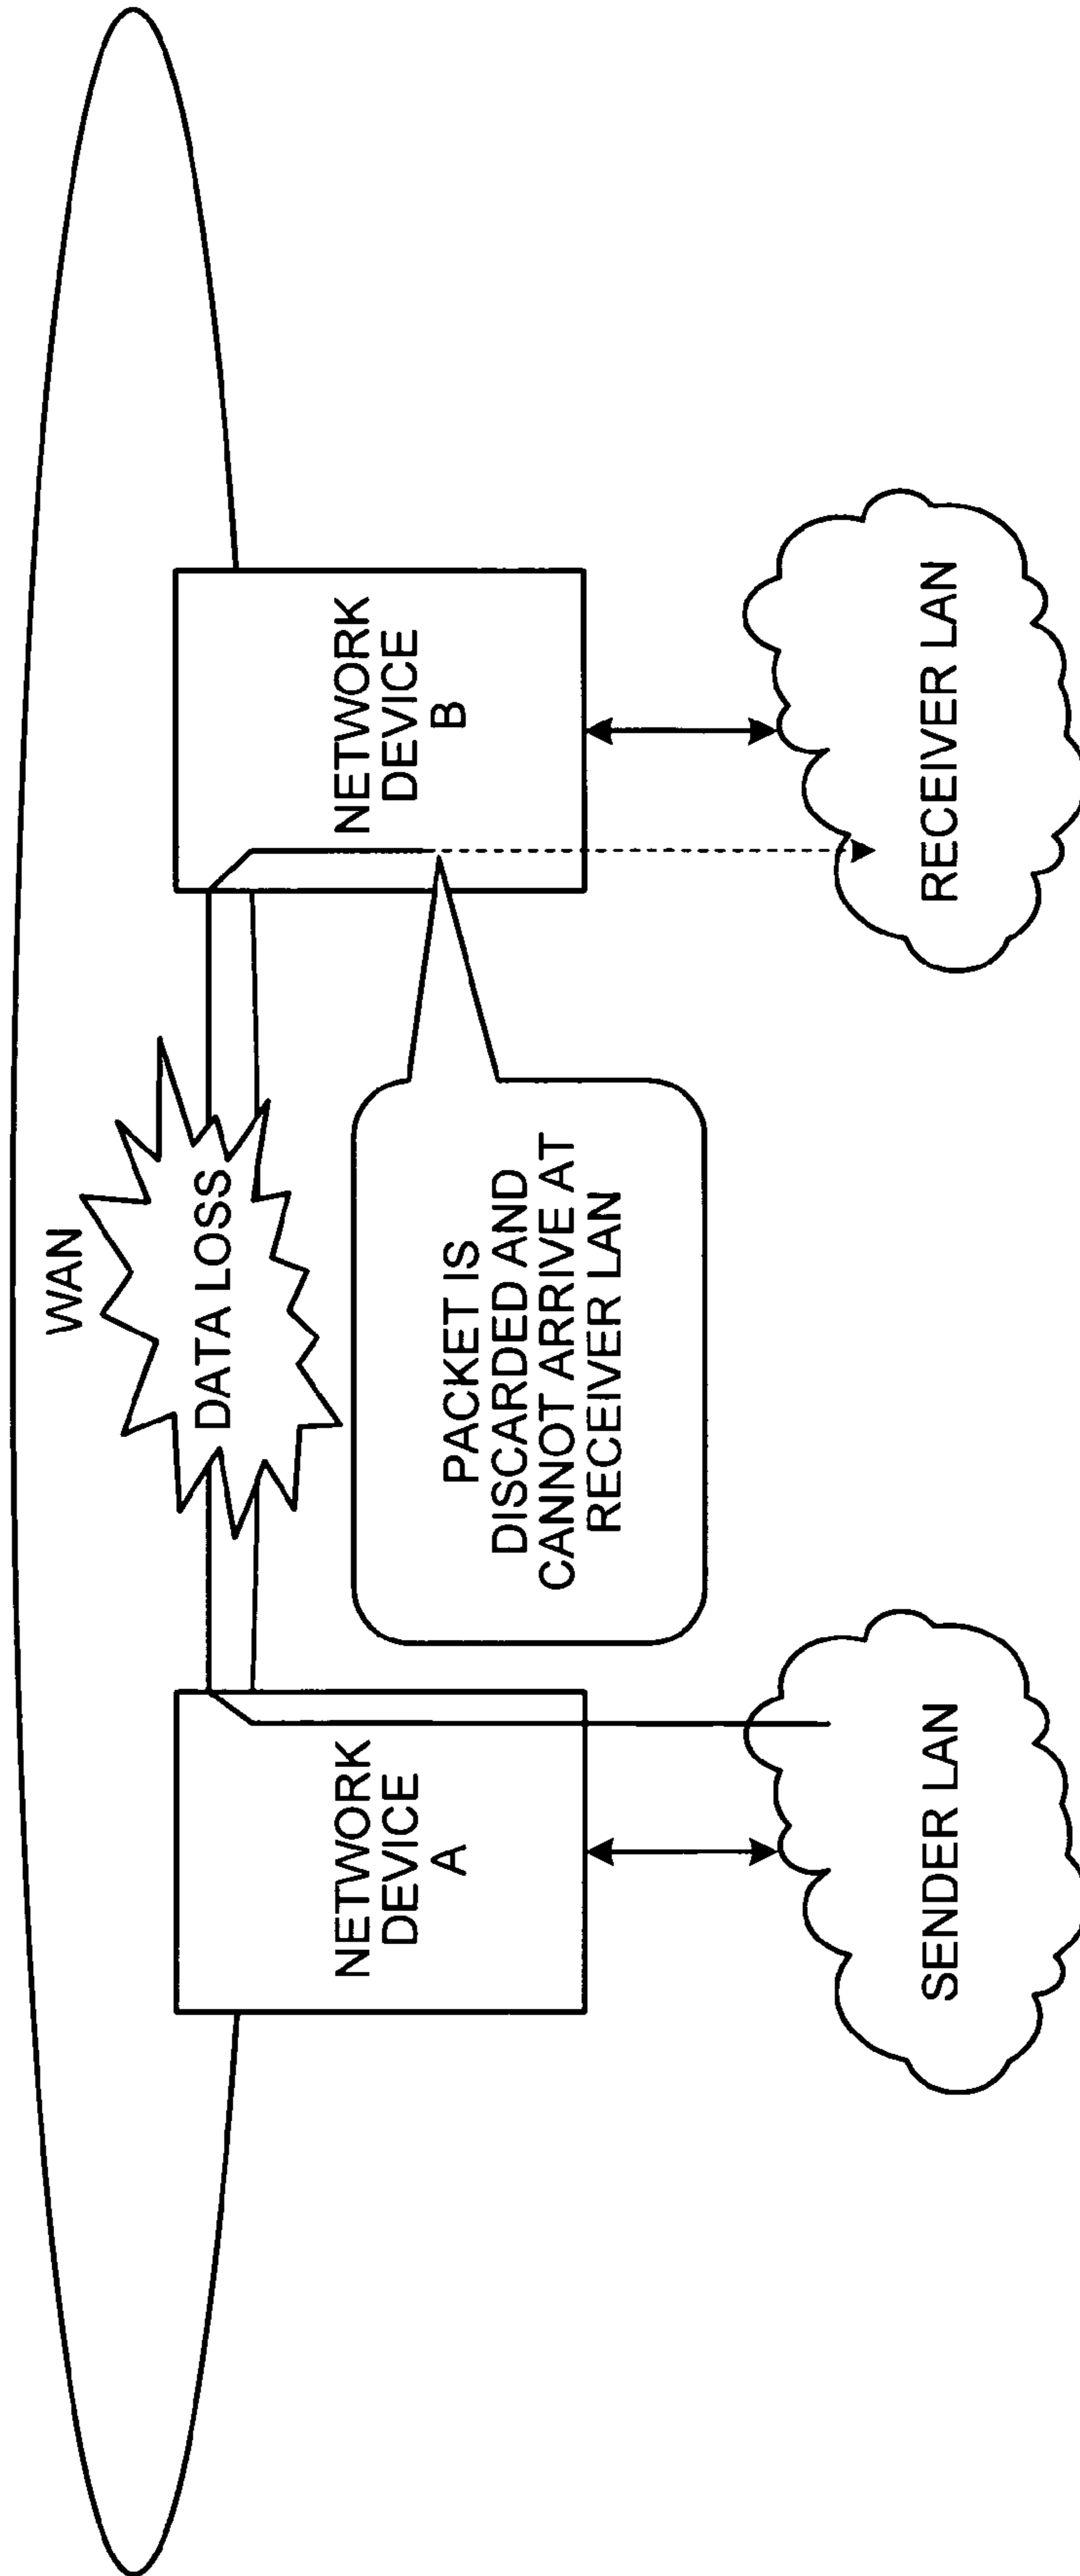 WAN
DATA LOSS
NETWORK
DEVICE
A
NETWORK
DEVICE
B
PACKET IS
DISCARDED AND
CANNOT ARRIVE AT
RECEIVER LAN
SENDER LAN
RECEIVER LAN